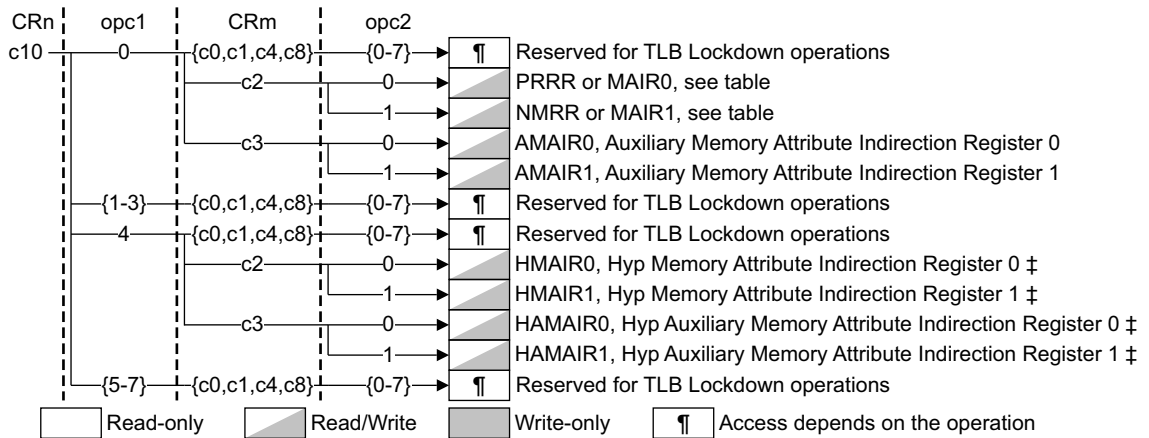 CRn opc1 CRm opc2
c10 0 {c0,c1,c4,c8} {0-7} ¶ Reserved for TLB Lockdown operations
c2 0 PRRR or MAIR0, see table
1 NMRR or MAIR1, see table
c3 0 AMAIR0, Auxiliary Memory Attribute Indirection Register 0
1 AMAIR1, Auxiliary Memory Attribute Indirection Register 1
{1-3} {c0,c1,c4,c8} {0-7} ¶ Reserved for TLB Lockdown operations
4 {c0,c1,c4,c8} {0-7} ¶ Reserved for TLB Lockdown operations
c2 0 HMAIR0, Hyp Memory Attribute Indirection Register 0 ‡
1 HMAIR1, Hyp Memory Attribute Indirection Register 1 ‡
c3 0 HAMAIR0, Hyp Auxiliary Memory Attribute Indirection Register 0 ‡
1 HAMAIR1, Hyp Auxiliary Memory Attribute Indirection Register 1 ‡
{5-7} {c0,c1,c4,c8} {0-7} ¶ Reserved for TLB Lockdown operations
Read-only Read/Write Write-only ¶ Access depends on the operation